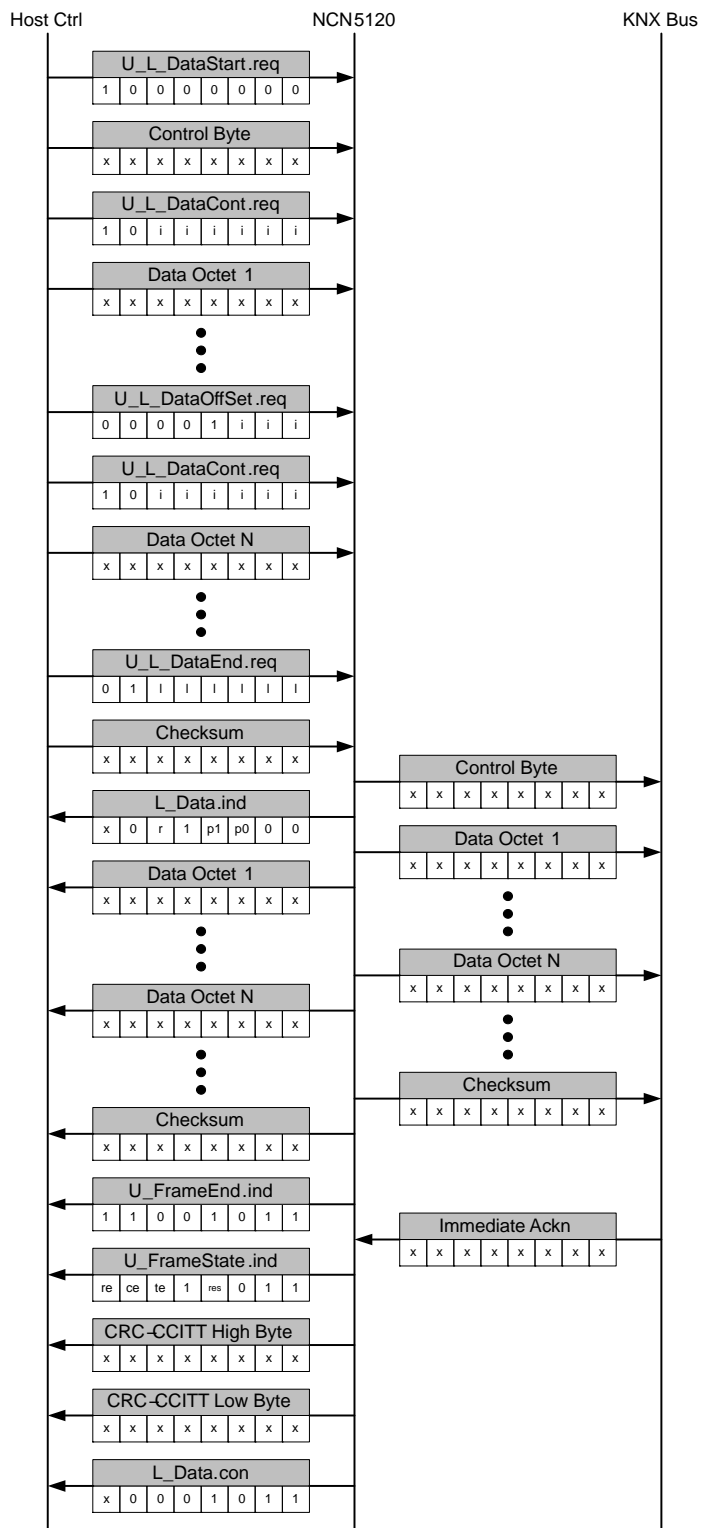 Host Ctrl NCN5120 KNX Bus
U_L_DataStart.req
1 0 0 0 0 0 0 0
Control Byte
x x x x x x x x
U_L_DataCont.req
1 0 i i i i i i
Data Octet 1
x x x x x x x x
U_L_DataOffSet.req
0 0 0 0 1 i i i
U_L_DataCont.req
1 0 i i i i i i
Data Octet N
x x x x x x x x
U_L_DataEnd.req
0 1 l l l l l l
Checksum
x x x x x x x x
Control Byte
x x x x x x x x
L_Data.ind
x 0 r 1 p1 p0 0 0
Data Octet 1
x x x x x x x x
Data Octet 1
x x x x x x x x
Data Octet N
x x x x x x x x
Data Octet N
x x x x x x x x
Checksum
x x x x x x x x
Checksum
x x x x x x x x
U_FrameEnd.ind
1 1 0 0 1 0 1 1
Immediate Ackn
x x x x x x x x
U_FrameState.ind
re ce te 1 res 0 1 1
CRC-CCITT High Byte
x x x x x x x x
CRC-CCITT Low Byte
x x x x x x x x
L_Data.con
x 0 0 0 1 0 1 1